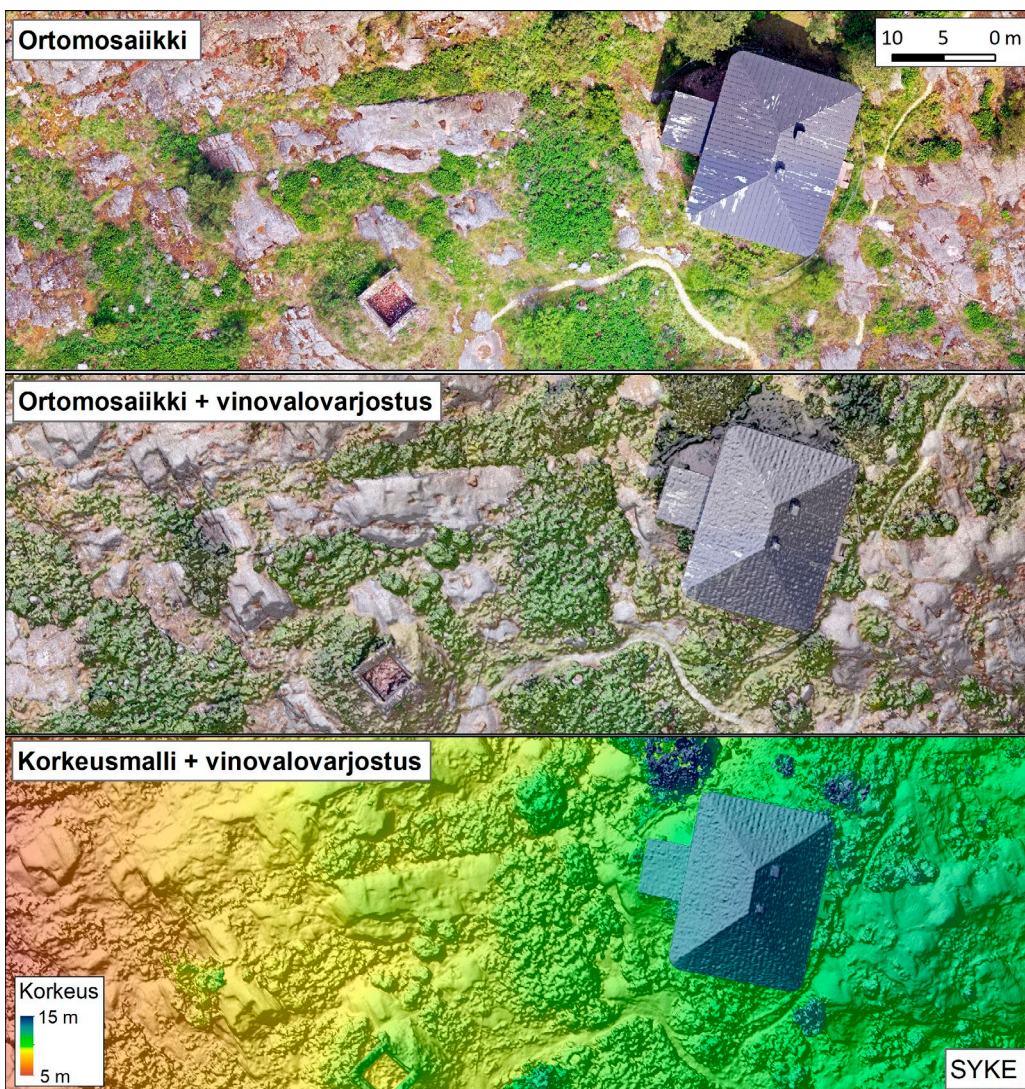 Ortomosaiikki
10 5 0 m
Ortomosaiikki + vinovalovarjostus
Korkeusmalli + vinovalovarjostus
Korkeus
15 m
5 m
SYKE